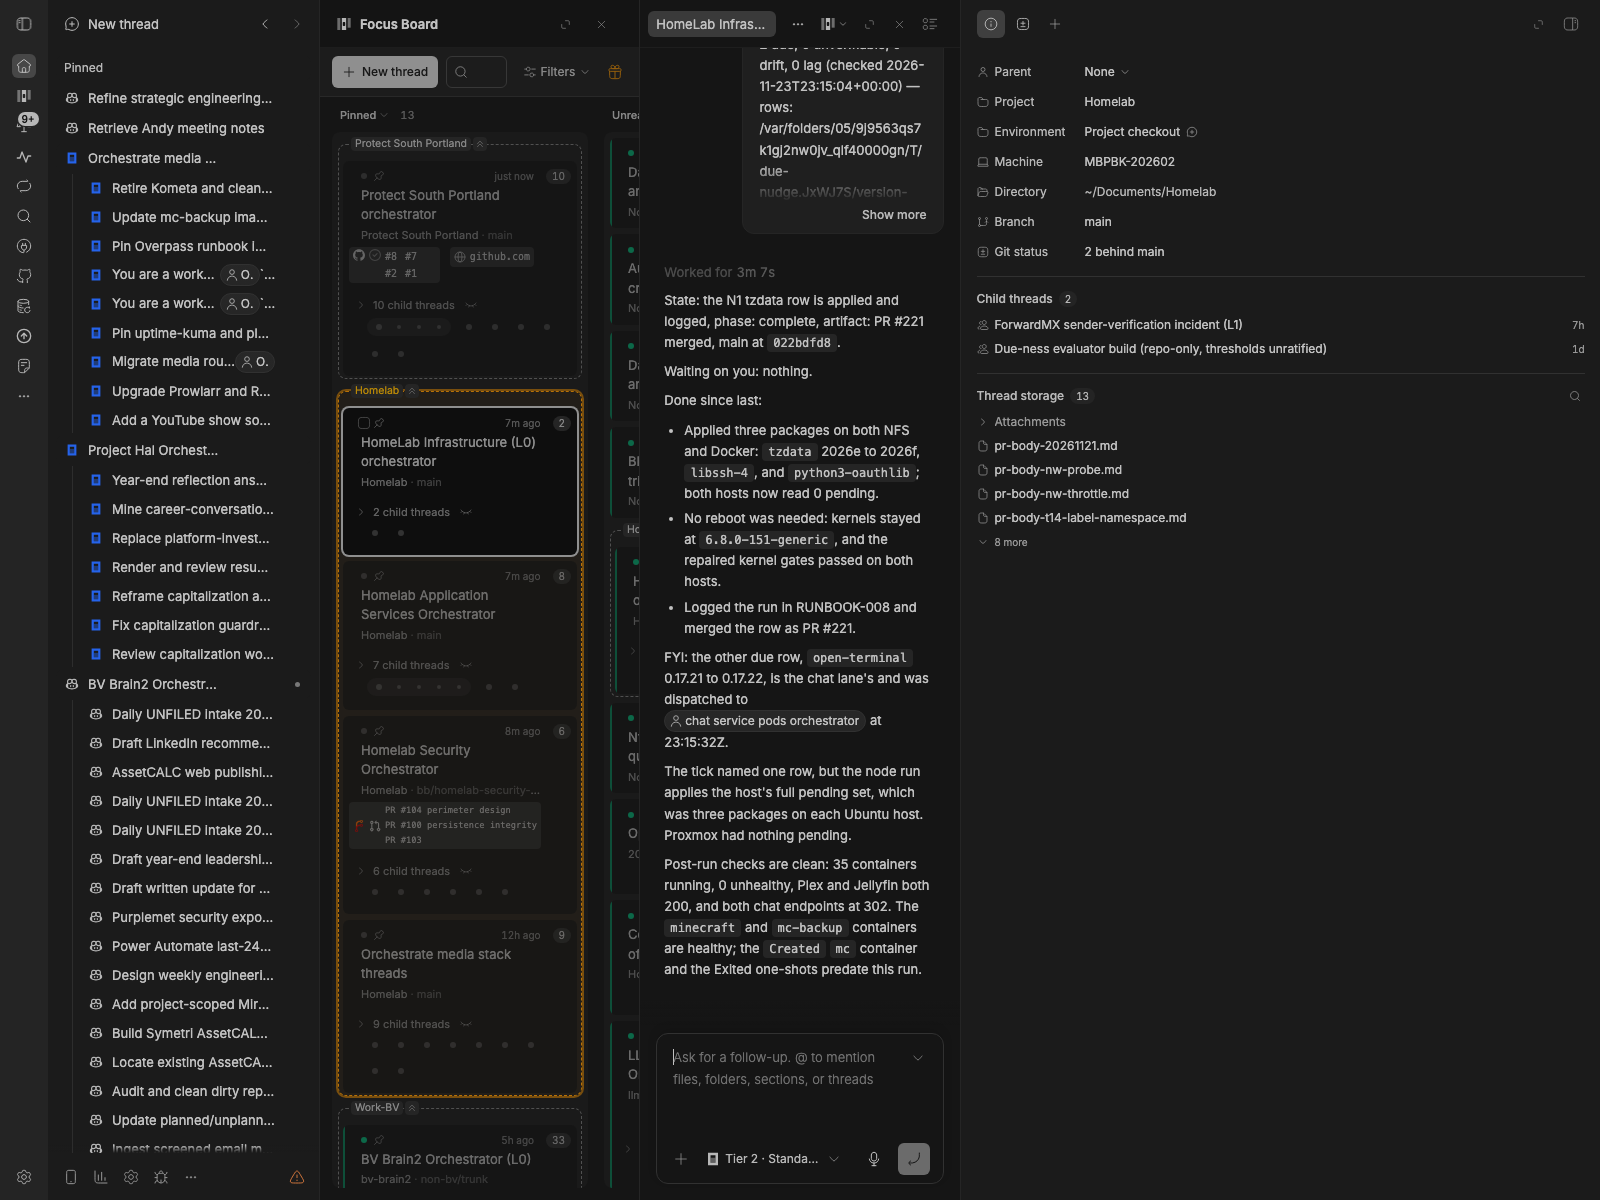 New thread
Pinned
Refine strategic engineering...
Retrieve Andy meeting notes
Orchestrate media ...
Retire Kometa and clean...
Update mc-backup ima...
Pin Overpass runbook i...
You are a work... O. `...
You are a work... O. `...
Pin uptime-kuma and pl...
Migrate media rou... O.
Upgrade Prowlarr and R...
Add a YouTube show so...
Project Hal Orchest...
Year-end reflection ans...
Mine career-conversatio...
Replace platform-invest...
Render and review resu...
Reframe capitalization a...
Fix capitalization guardr...
Review capitalization wo...
BV Brain2 Orchestr...
Daily UNFILED intake 20...
Draft LinkedIn recomme...
AssetCALC web publishi...
Daily UNFILED intake 20...
Daily UNFILED intake 20...
Draft year-end leadershi...
Draft written update for ...
Purplemet security expo...
Power Automate last-24...
Design weekly engineeri...
Add project-scoped Mir...
Build Symetri AssetCAL...
Locate existing AssetCA...
Audit and clean dirty rep...
Update planned/unplann...
Ingest screened email m...
9+
Focus Board
New thread
Filters
Pinned 13
Protect South Portland
just now 10
Protect South Portland
orchestrator
Protect South Portland · main
#8 #7
#2 #1
github.com
10 child threads
Homelab
7m ago 2
HomeLab Infrastructure (L0)
orchestrator
Homelab · main
2 child threads
7m ago 8
Homelab Application
Services Orchestrator
Homelab · main
7 child threads
8m ago 6
Homelab Security
Orchestrator
Homelab · bb/homelab-security-...
PR #104 perimeter design
PR #100 persistence integrity
PR #103
6 child threads
12h ago 9
Orchestrate media stack
threads
Homelab · main
9 child threads
Work-BV
5h ago 33
BV Brain2 Orchestrator (L0)
bv-brain2 · non-bv/trunk
HomeLab Infras...
drift, 0 lag (checked 2026-
11-23T23:15:04+00:00) —
rows:
/var/folders/05/9j9563qs7
k1gj2nw0jv_qlf40000gn/T/
due-
nudge.JxWJ7S/version-
Show more
Worked for 3m 7s
State: the N1 tzdata row is applied and
logged, phase: complete, artifact: PR #221
merged, main at 022bdfd8.
Waiting on you: nothing.
Done since last:
• Applied three packages on both NFS
and Docker: tzdata 2026e to 2026f,
libssh-4, and python3-oauthlib;
both hosts now read 0 pending.
• No reboot was needed: kernels stayed
at 6.8.0-151-generic, and the
repaired kernel gates passed on both
hosts.
• Logged the run in RUNBOOK-008 and
merged the row as PR #221.
FYI: the other due row, open-terminal
0.17.21 to 0.17.22, is the chat lane's and was
dispatched to
chat service pods orchestrator at
23:15:32Z.
The tick named one row, but the node run
applies the host's full pending set, which
was three packages on each Ubuntu host.
Proxmox had nothing pending.
Post-run checks are clean: 35 containers
running, 0 unhealthy, Plex and Jellyfin both
200, and both chat endpoints at 302. The
minecraft and mc-backup containers
are healthy; the Created mc container
and the Exited one-shots predate this run.
Ask for a follow-up. @ to mention
files, folders, sections, or threads
Tier 2 · Standa...
Parent None
Project Homelab
Environment Project checkout
Machine MBPBK-202602
Directory ~/Documents/Homelab
Branch main
Git status 2 behind main
Child threads 2
ForwardMX sender-verification incident (L1) 7h
Due-ness evaluator build (repo-only, thresholds unratified) 1d
Thread storage 13
Attachments
pr-body-20261121.md
pr-body-nw-probe.md
pr-body-nw-throttle.md
pr-body-t14-label-namespace.md
8 more